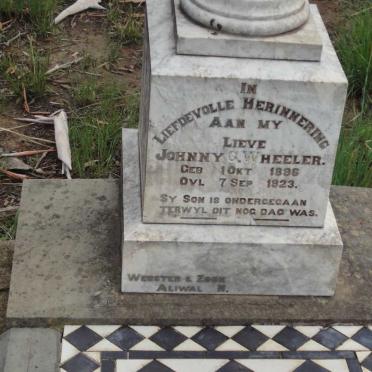 IN
LIEFDEVOLLE HERINNERING
AAN MY
LIEVE
JOHNNY G. WHEELER.
GEB 1 OKT 1896
OVL 7 SEP 1923.
SY SON IS ONDERGEGAAN
TERWYL DIT NOG DAG WAS.
WEBSTER & ZOON
ALIWAL N.